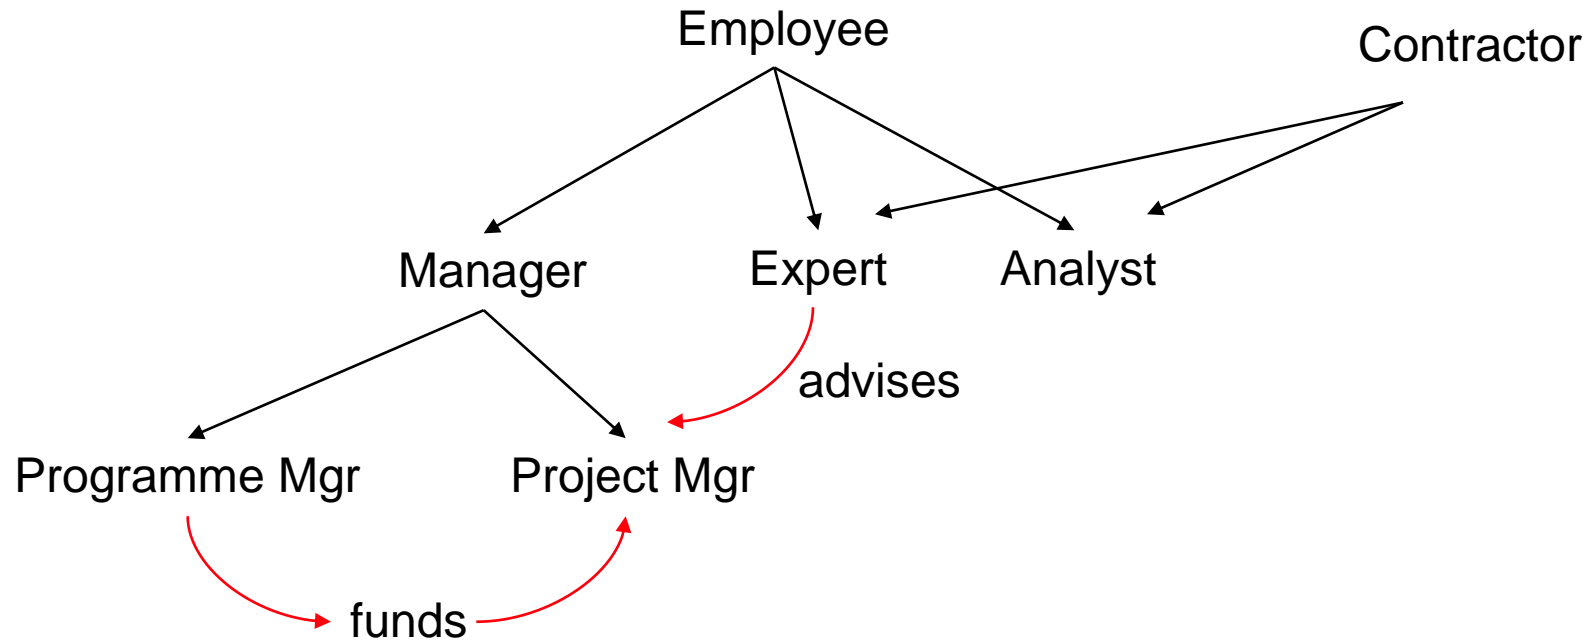 Employee
Contractor
Manager
Expert
Analyst
advises
Programme Mgr
Project Mgr
funds